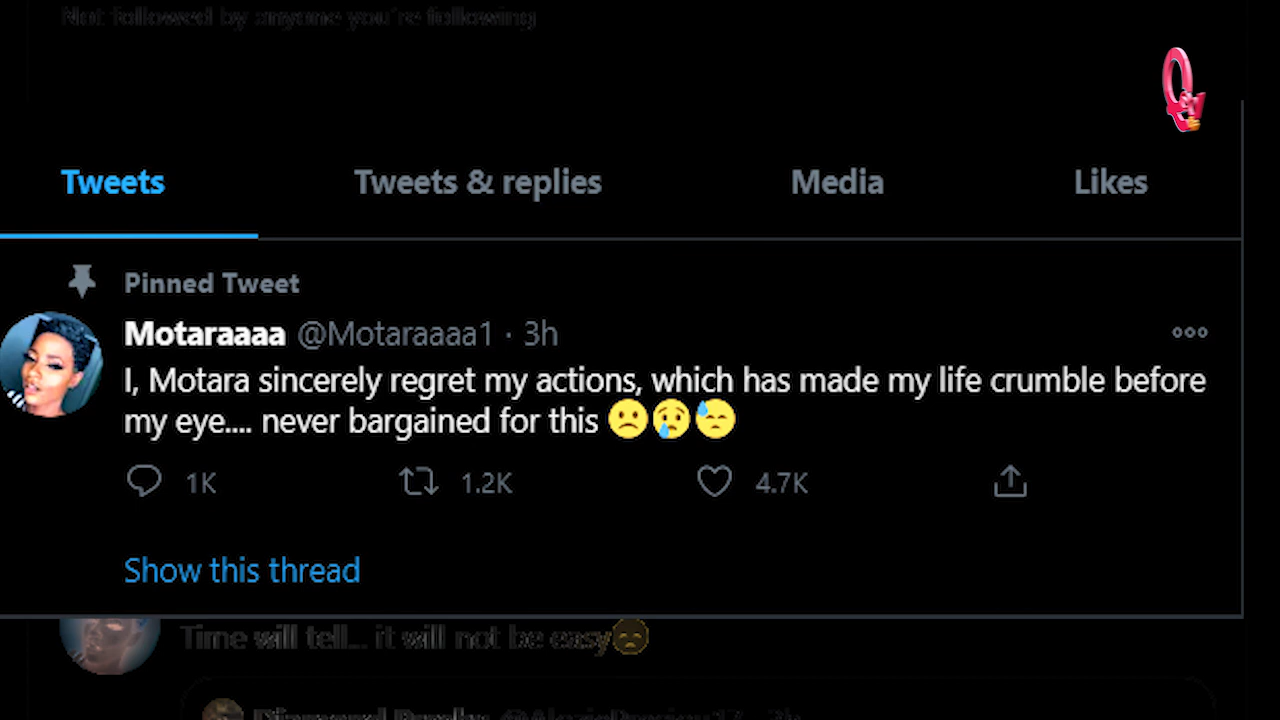 Not followed by anyone you're following
Tweets Tweets & replies Media Likes
Pinned Tweet
Motaraaaa @Motaraaaa1 · 3h
I, Motara sincerely regret my actions, which has made my life crumble before
my eye.... never bargained for this 🙁😢😓
1K 1.2K 4.7K
Show this thread
Time will tell... it will not be easy😞